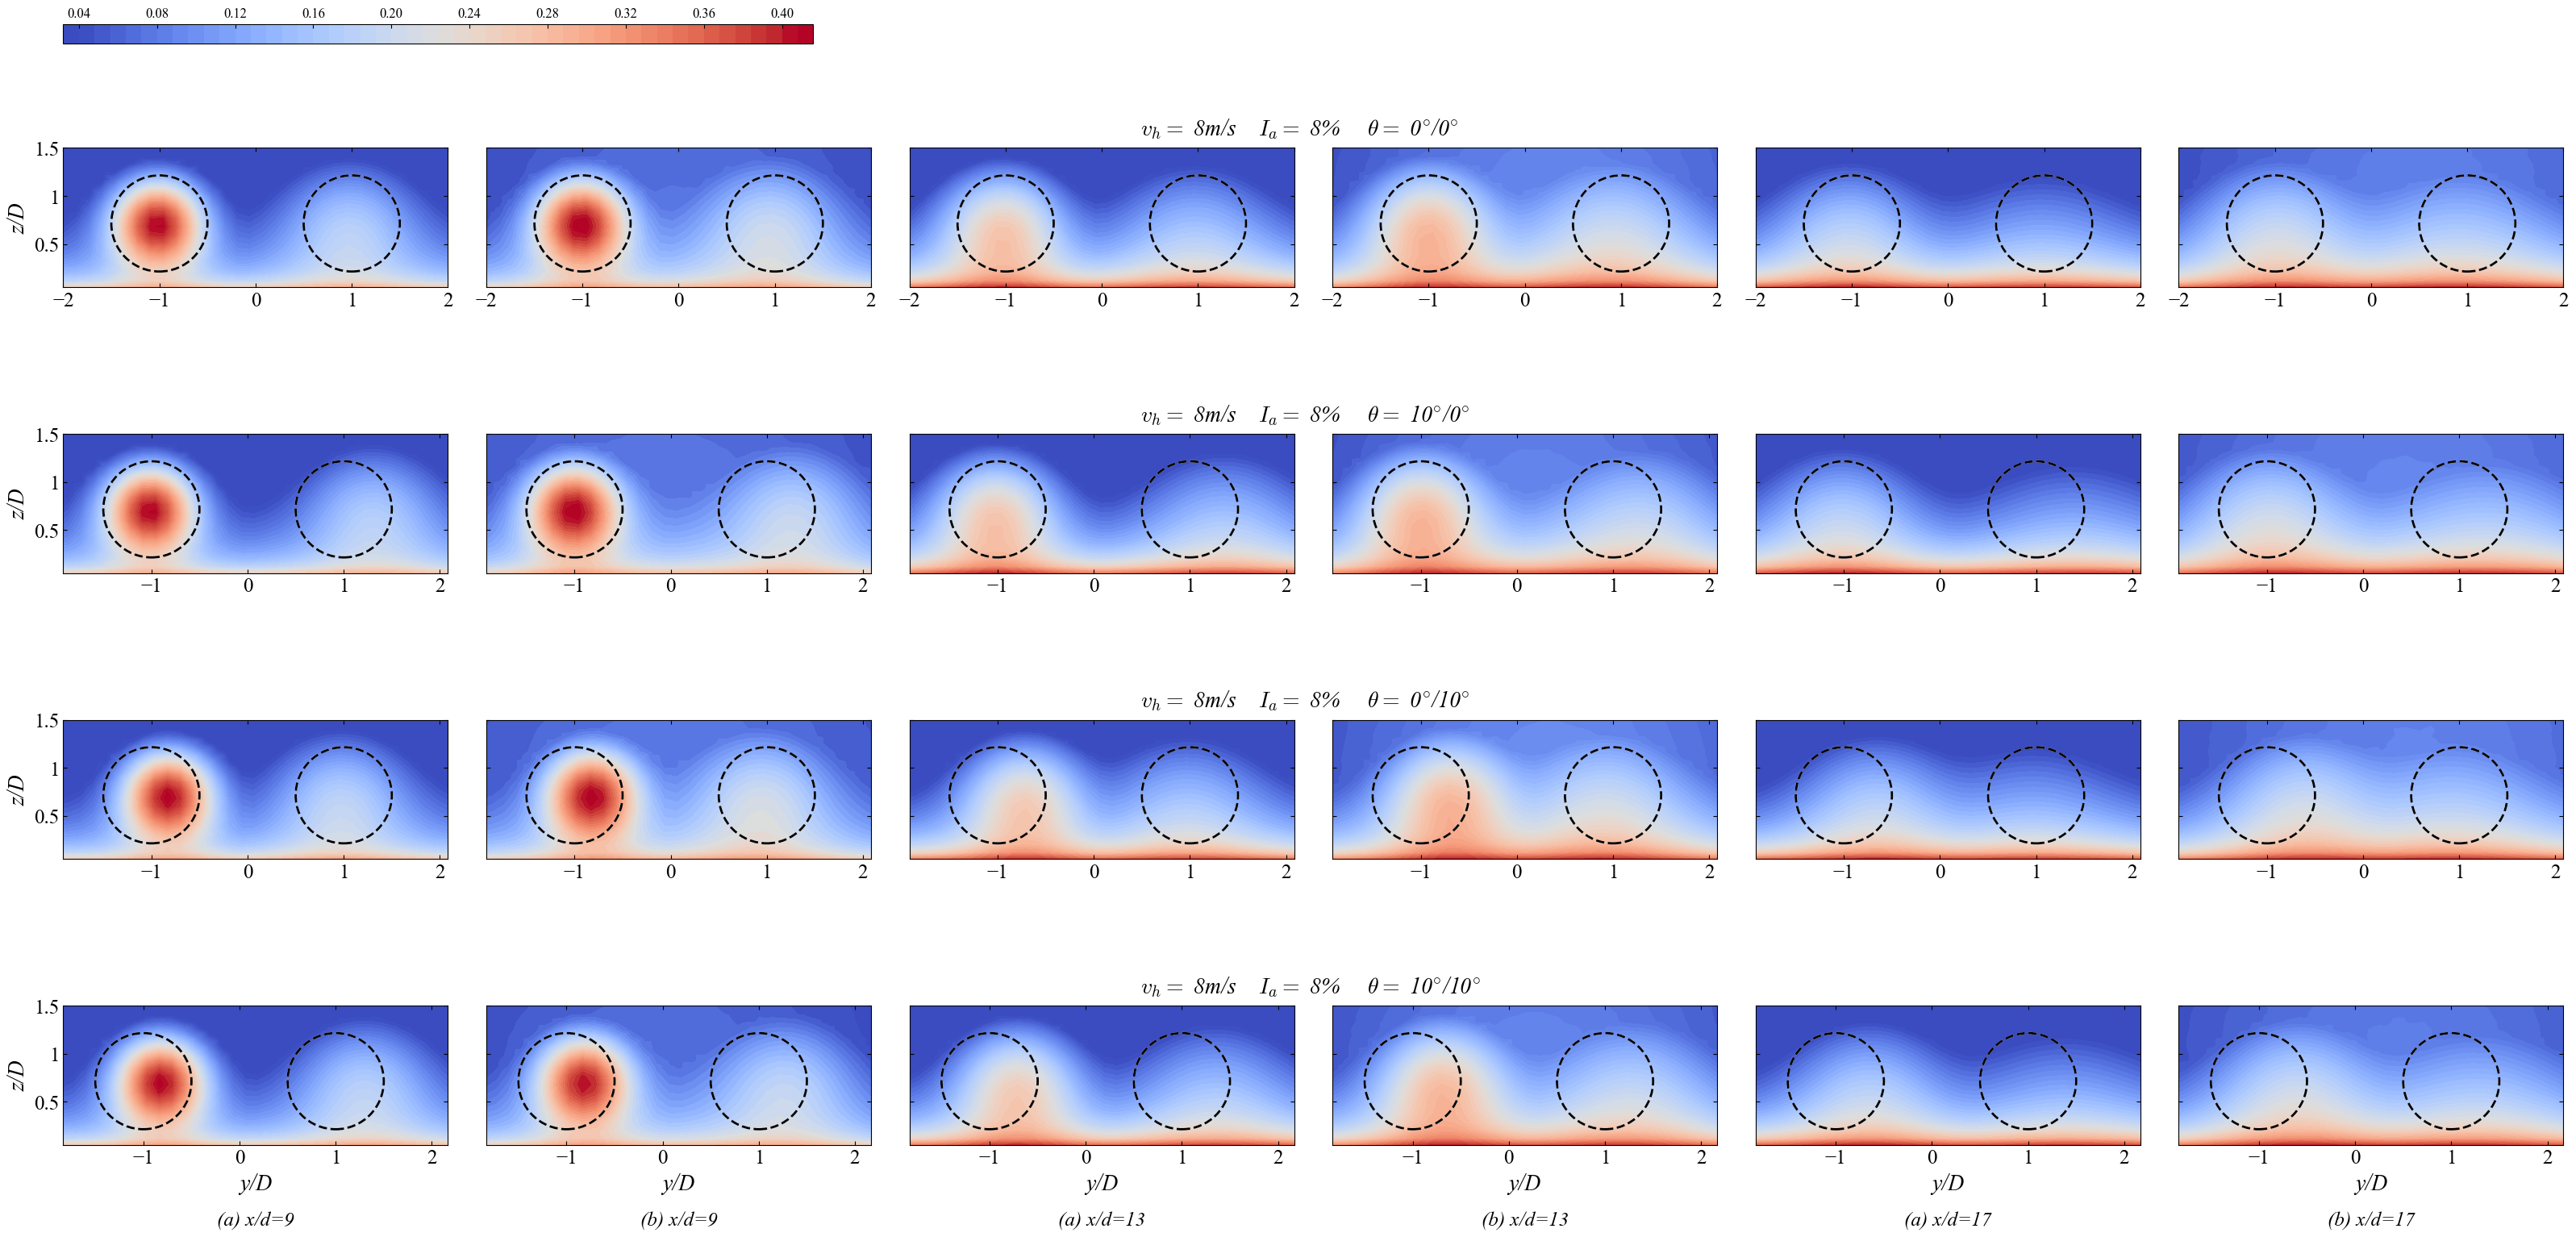 0.04 0.08 0.12 0.16 0.20 0.24 0.28 0.32 0.36 0.40
v_h = 8m/s I_a = 8% θ = 0°/0°
z/D
1.5
1
0.5
−2 −1 0 1 2 −2 −1 0 1 2 −2 −1 0 1 2 −2 −1 0 1 2 −2 −1 0 1 2 −2 −1 0 1 2
v_h = 8m/s I_a = 8% θ = 10°/0°
z/D
1.5
1
0.5
−1 0 1 2 −1 0 1 2 −1 0 1 2 −1 0 1 2 −1 0 1 2 −1 0 1 2
v_h = 8m/s I_a = 8% θ = 0°/10°
z/D
1.5
1
0.5
−1 0 1 2 −1 0 1 2 −1 0 1 2 −1 0 1 2 −1 0 1 2 −1 0 1 2
v_h = 8m/s I_a = 8% θ = 10°/10°
z/D
1.5
1
0.5
−1 0 1 2 −1 0 1 2 −1 0 1 2 −1 0 1 2 −1 0 1 2 −1 0 1 2
y/D y/D y/D y/D y/D y/D
(a) x/d=9 (b) x/d=9 (a) x/d=13 (b) x/d=13 (a) x/d=17 (b) x/d=17